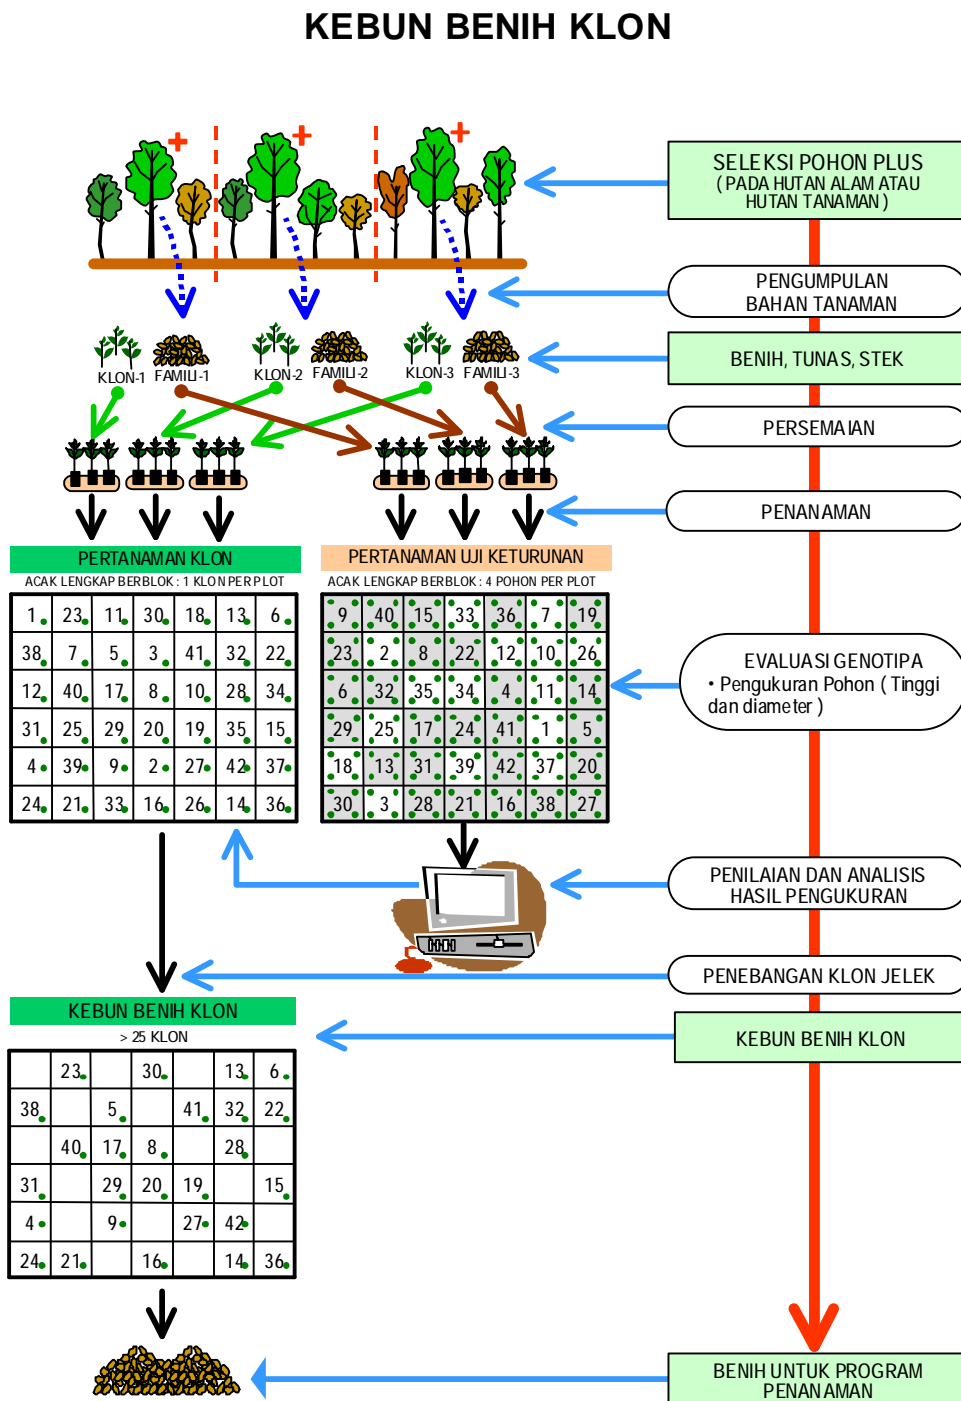 KEBUN BENIH KLON
SELEKSI POHON PLUS
( PADA HUTAN ALAM ATAU
HUTAN TANAMAN )
PENGUMPULAN
BAHAN TANAMAN
KLON-1 FAMILI-1 KLON-2 FAMILI-2 KLON-3 FAMILI-3
BENIH, TUNAS, STEK
PERSEMAIAN
PENANAMAN
PERTANAMAN KLON
ACAK LENGKAP BERBLOK : 1 KLON PER PLOT
1 23 11 30 18 13 6
38 7 5 3 41 32 22
12 40 17 8 10 28 34
31 25 29 20 19 35 15
4 39 9 2 27 42 37
24 21 33 16 26 14 36
PERTANAMAN UJI KETURUNAN
ACAK LENGKAP BERBLOK : 4 POHON PER PLOT
9 40 15 33 36 7 19
23 2 8 22 12 10 26
6 32 35 34 4 11 14
29 25 17 24 41 1 5
18 13 31 39 42 37 20
30 3 28 21 16 38 27
EVALUASI GENOTIPA
• Pengukuran Pohon ( Tinggi
dan diameter )
PENILAIAN DAN ANALISIS
HASIL PENGUKURAN
PENEBANGAN KLON JELEK
KEBUN BENIH KLON
> 25 KLON
23 30 13 6
38 5 41 32 22
40 17 8 28
31 29 20 19 15
4 9 27 42
24 21 16 14 36
KEBUN BENIH KLON
BENIH UNTUK PROGRAM
PENANAMAN